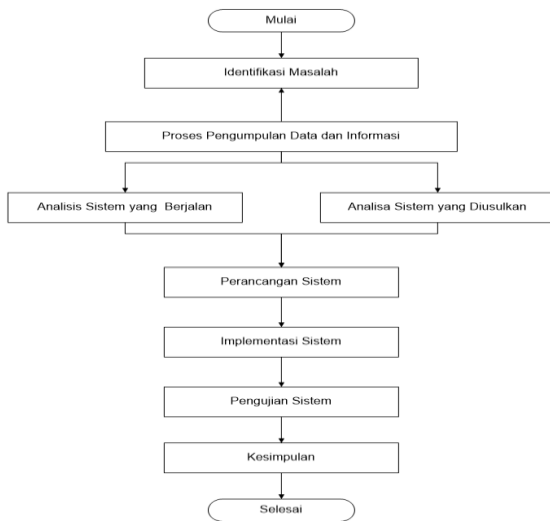 Mulai
Identifikasi Masalah
Proses Pengumpulan Data dan Informasi
Analisis Sistem yang Berjalan
Analisa Sistem yang Diusulkan
Perancangan Sistem
Implementasi Sistem
Pengujian Sistem
Kesimpulan
Selesai